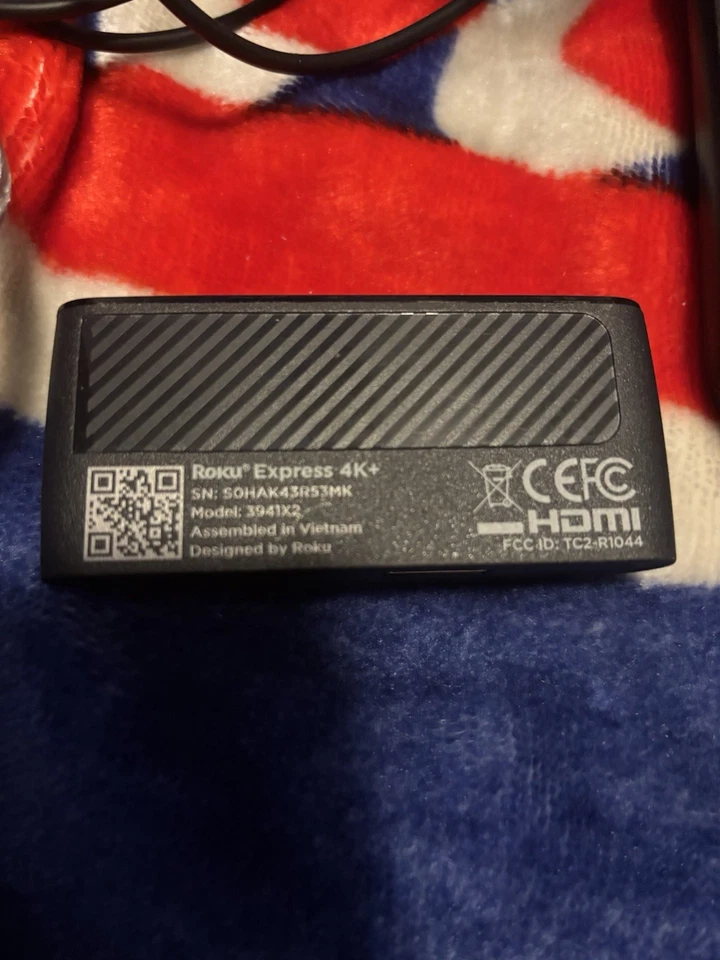 Roku® Express 4K+
SN: S0HAK43R53MK
Model: 3941X2
Assembled in Vietnam
Designed by Roku
CE FC
HDMI
FCC ID: TC2-R1044